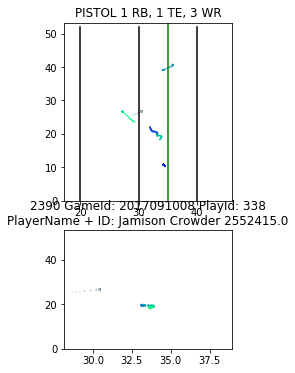 PISTOL 1 RB, 1 TE, 3 WR
50
40
30
20
10
0
20 30 40
2390 GameId: 2017091008 PlayId: 338
PlayerName + ID: Jamison Crowder 2552415.0
40
20
0
30.0 32.5 35.0 37.5